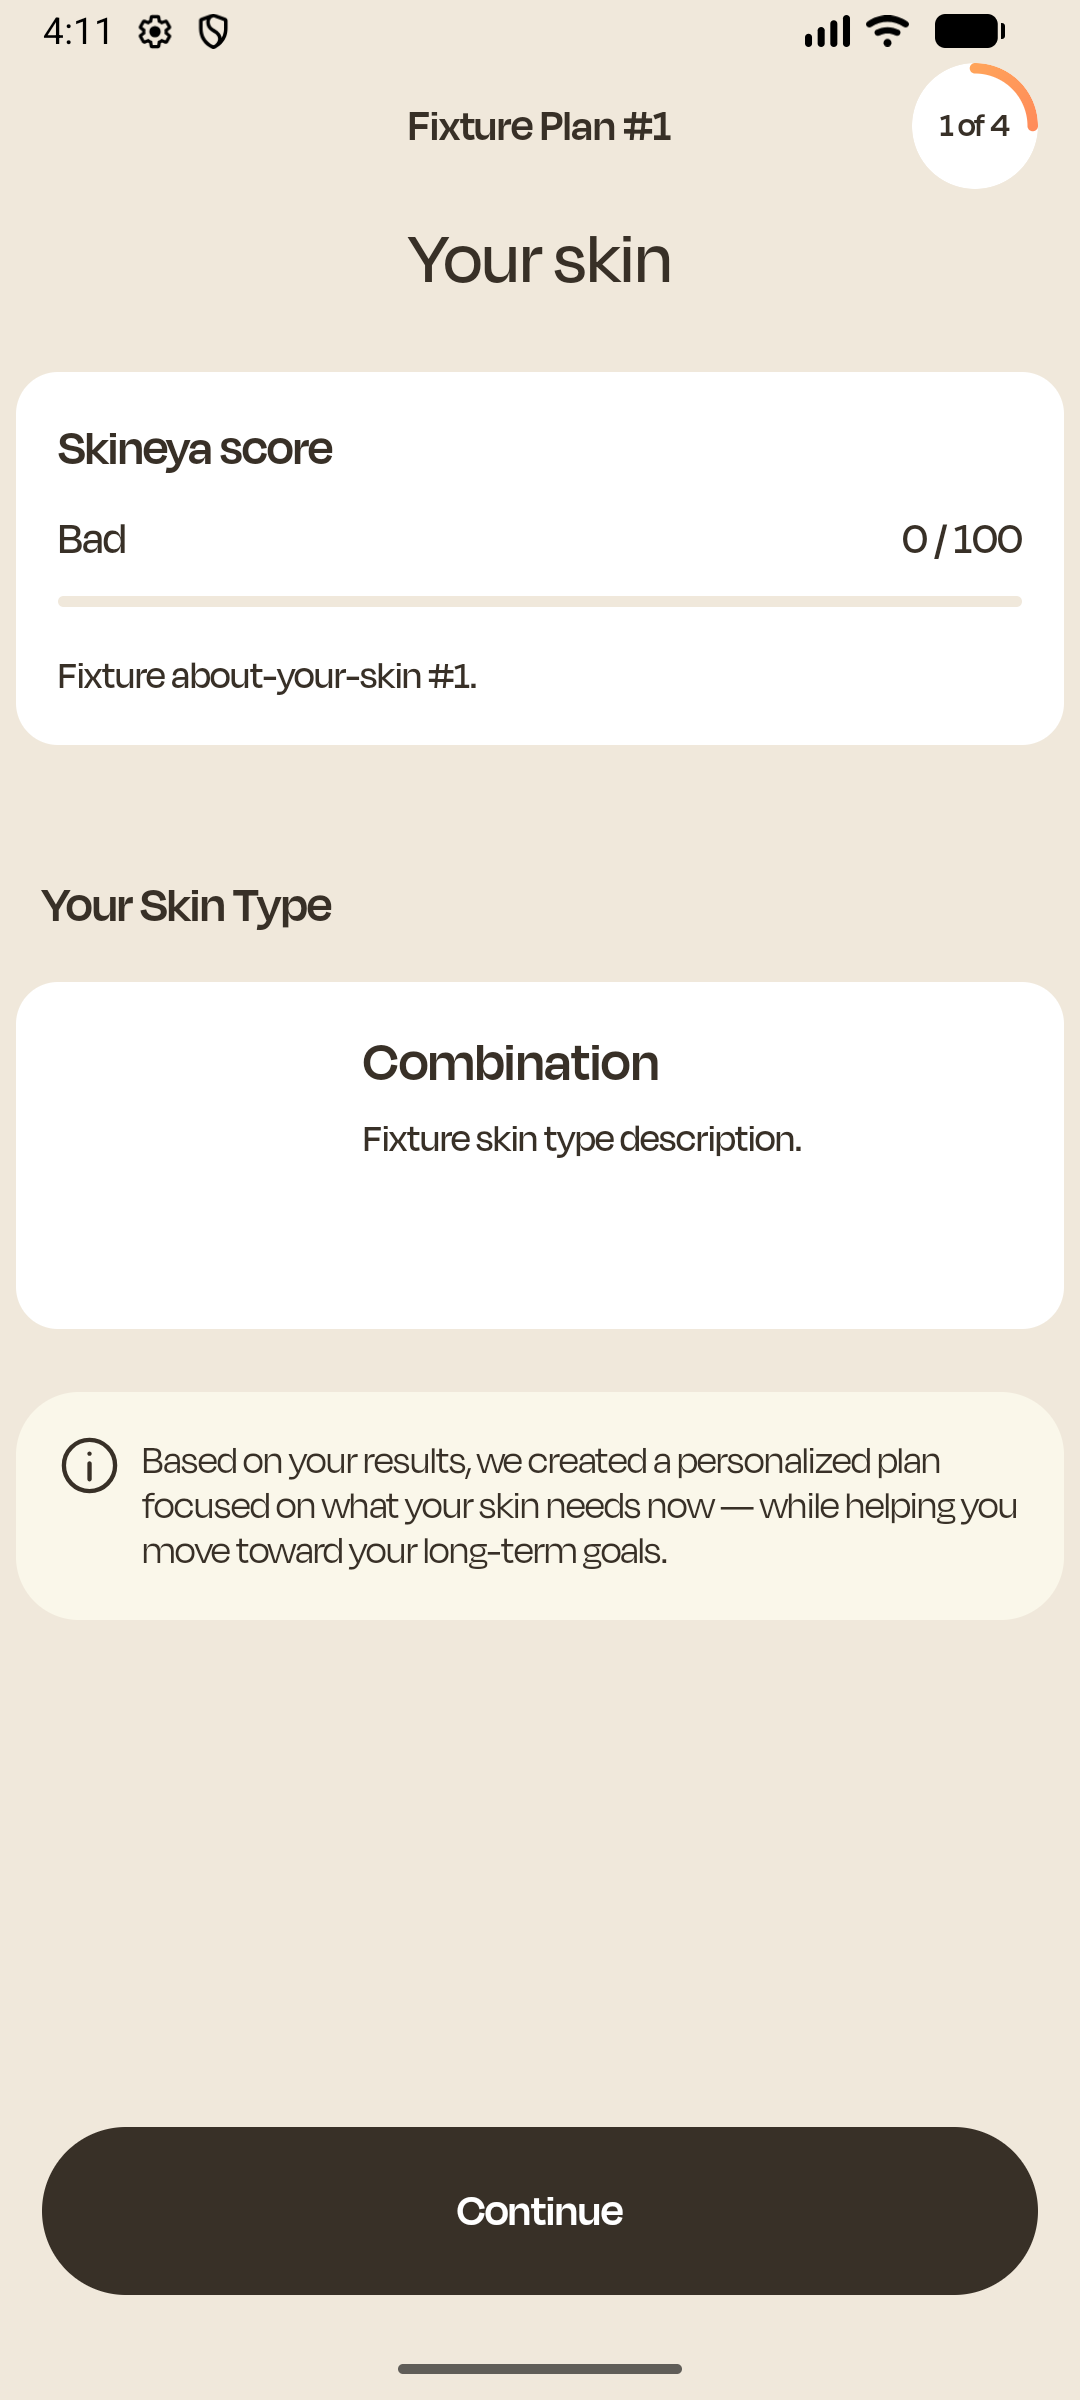 4:11
Fixture Plan #1
1 of 4
Your skin
Skineya score
Bad
0 / 100
Fixture about-your-skin #1.
Your Skin Type
Combination
Fixture skin type description.
Based on your results, we created a personalized plan
focused on what your skin needs now — while helping you
move toward your long-term goals.
Continue